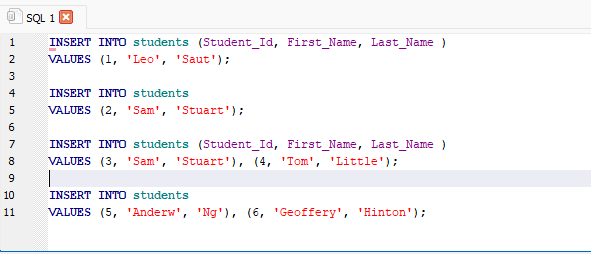 SQL 1
1 INSERT INTO students (Student_Id, First_Name, Last_Name )
2 VALUES (1, 'Leo', 'Saut');
3
4 INSERT INTO students
5 VALUES (2, 'Sam', 'Stuart');
6
7 INSERT INTO students (Student_Id, First_Name, Last_Name )
8 VALUES (3, 'Sam', 'Stuart'), (4, 'Tom', 'Little');
9
10 INSERT INTO students
11 VALUES (5, 'Anderw', 'Ng'), (6, 'Geoffery', 'Hinton');